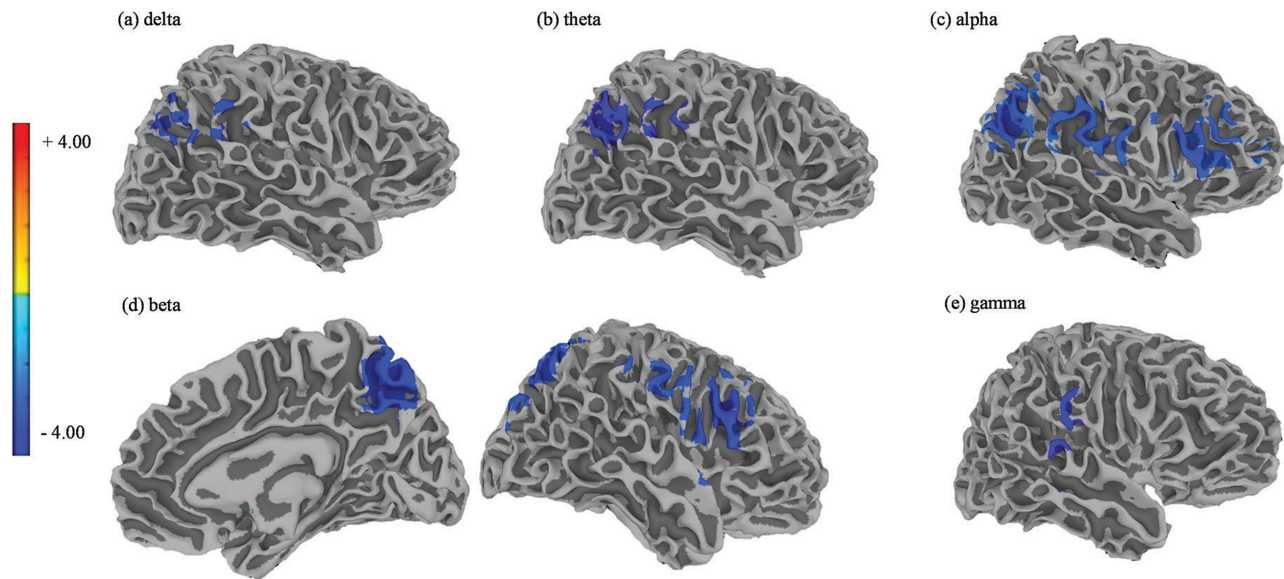 (a) delta
(b) theta
(c) alpha
+ 4.00
- 4.00
(d) beta
(e) gamma